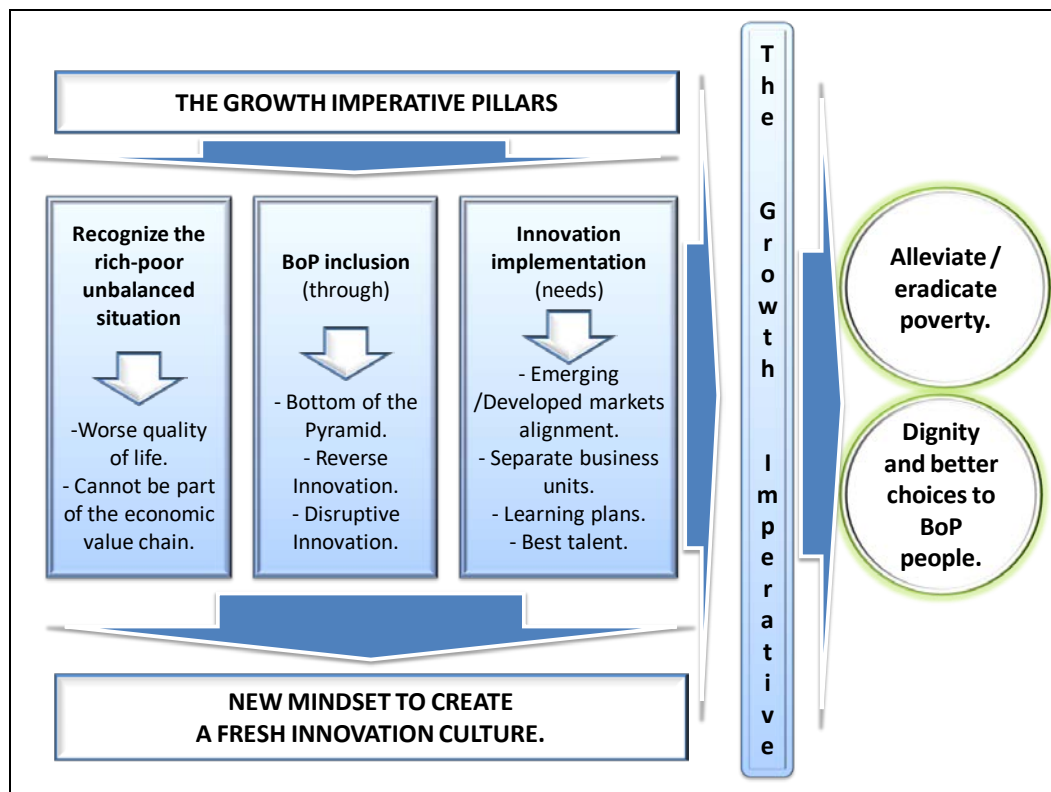 THE GROWTH IMPERATIVE PILLARS
Recognize the
rich-poor
unbalanced
situation
-Worse quality
of life.
- Cannot be part
of the economic
value chain.
BoP inclusion
(through)
- Bottom of the
Pyramid.
- Reverse
Innovation.
- Disruptive
Innovation.
Innovation
implementation
(needs)
- Emerging
/Developed markets
alignment.
- Separate business
units.
- Learning plans.
- Best talent.
NEW MINDSET TO CREATE
A FRESH INNOVATION CULTURE.
The Growth Imperative
Alleviate /
eradicate
poverty.
Dignity
and better
choices to
BoP
people.